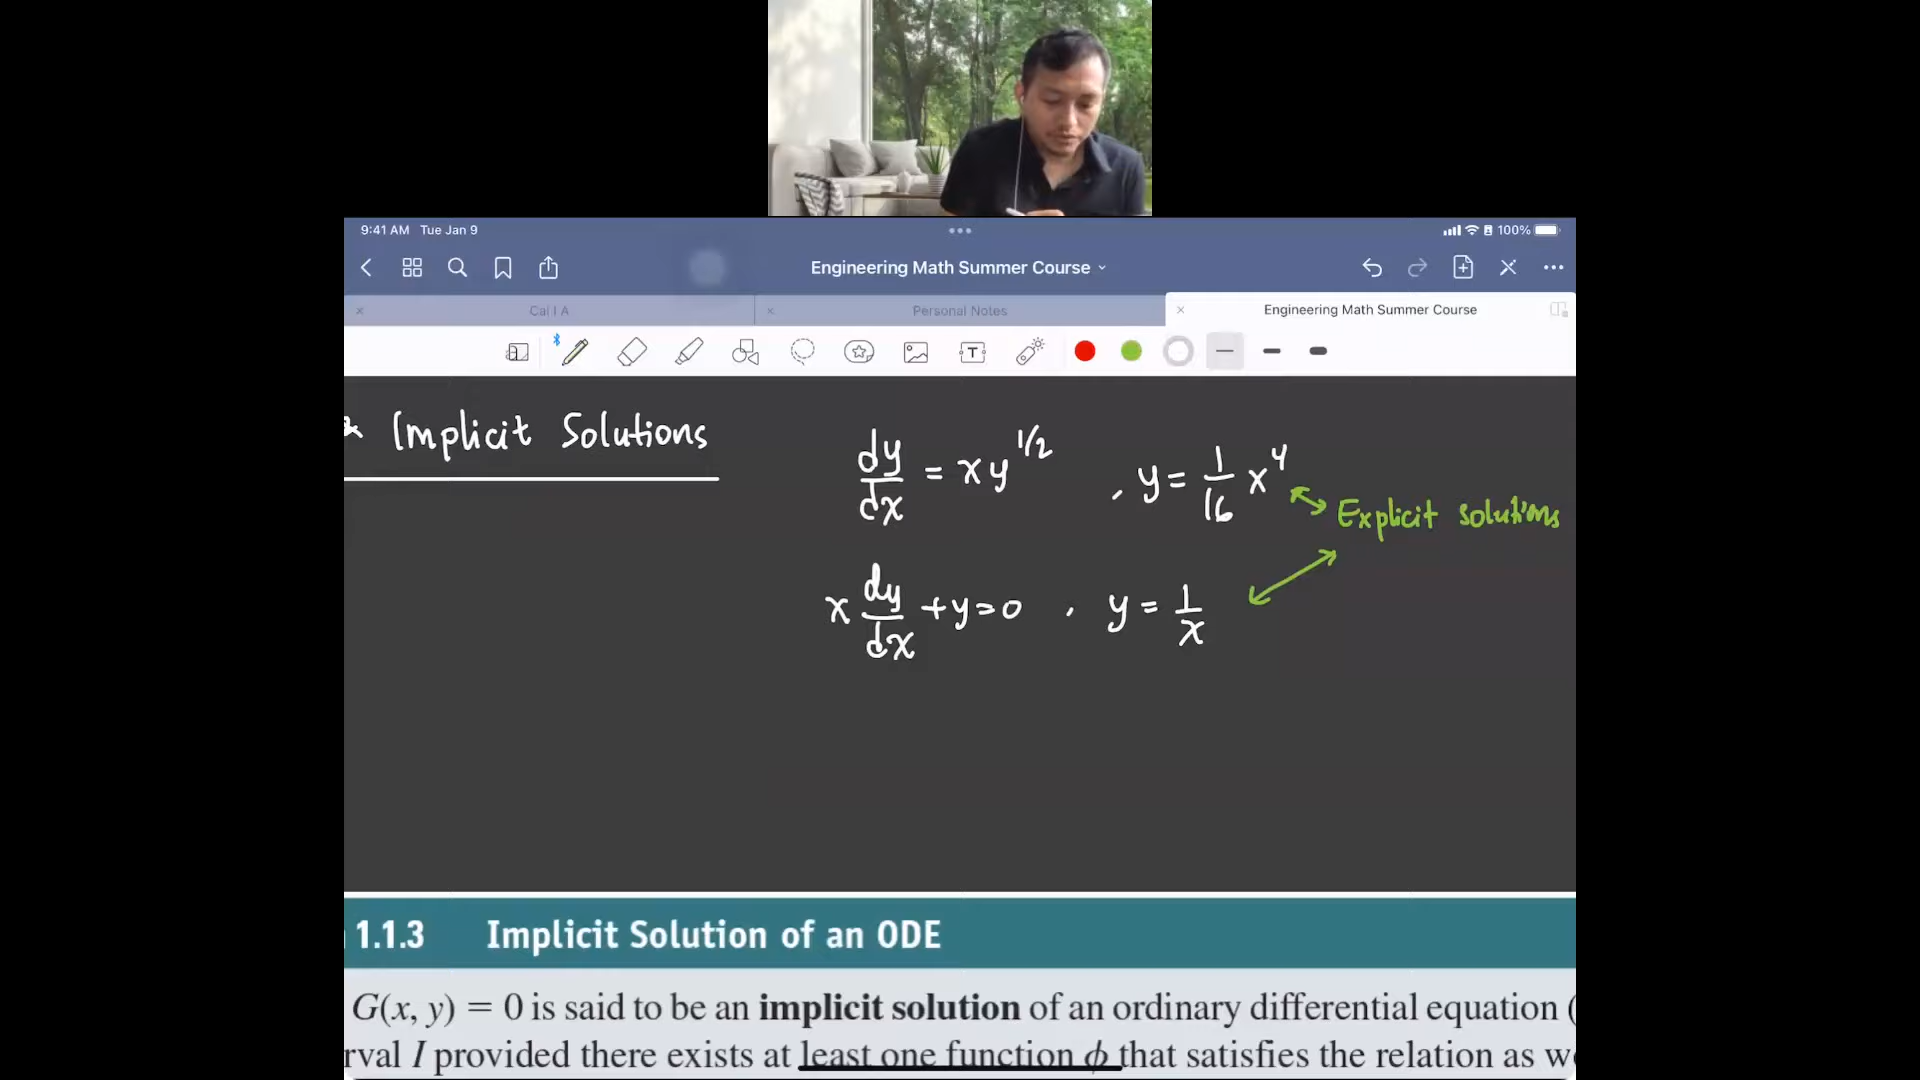 9:41 AM Tue Jan 9
100%
Engineering Math Summer Course
Cal I A
Personal Notes
Engineering Math Summer Course
T
Implicit Solutions
dy/dx = xy^1/2 , y = 1/16 x^4
Explicit solutions
x dy/dx + y = 0 , y = 1/x
1.1.3 Implicit Solution of an ODE
G(x, y) = 0 is said to be an implicit solution of an ordinary differential equation (
rval I provided there exists at least one function ϕ that satisfies the relation as w